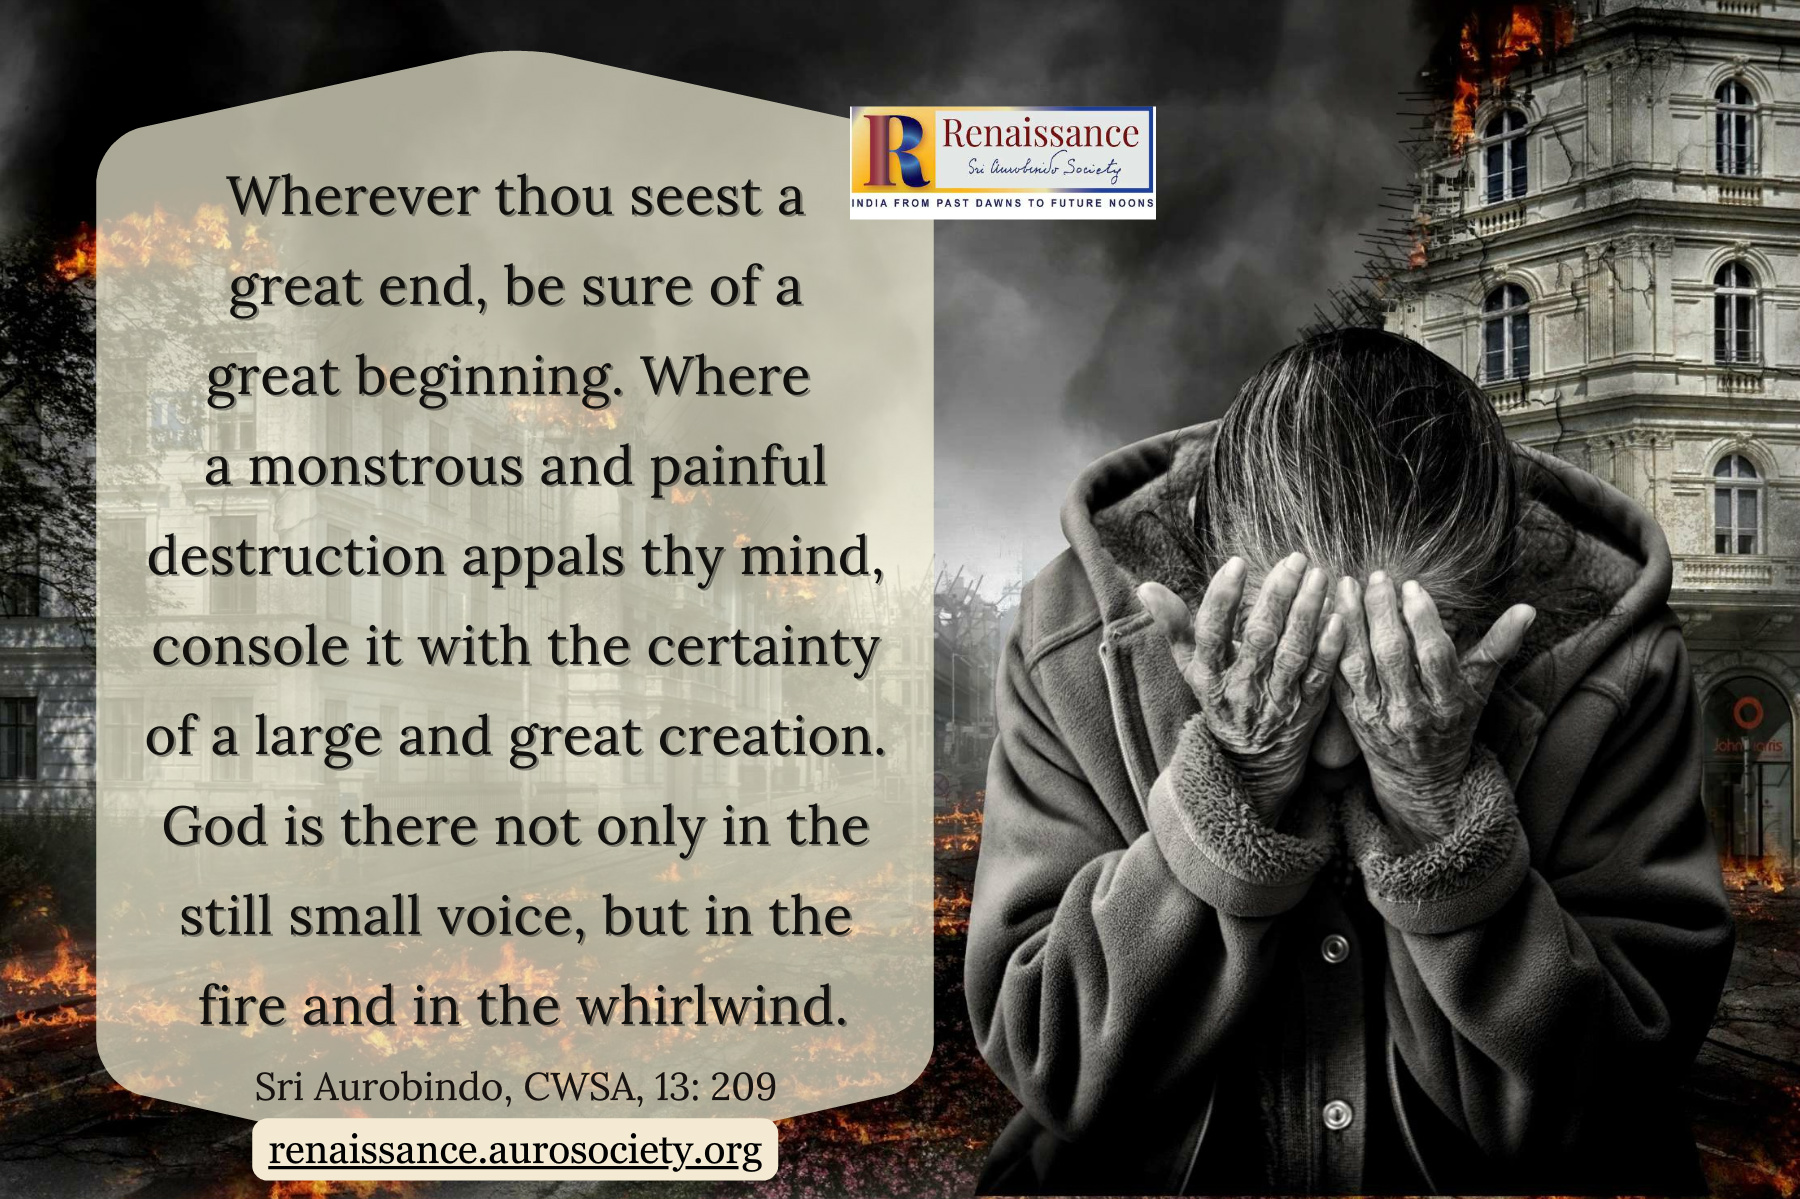 Wherever thou seest a
great end, be sure of a
great beginning. Where
a monstrous and painful
destruction appals thy mind,
console it with the certainty
of a large and great creation.
God is there not only in the
still small voice, but in the
fire and in the whirlwind.
Sri Aurobindo, CWSA, 13: 209
renaissance.aurosociety.org
R Renaissance
Sri Aurobindo Society
INDIA FROM PAST DAWNS TO FUTURE NOONS